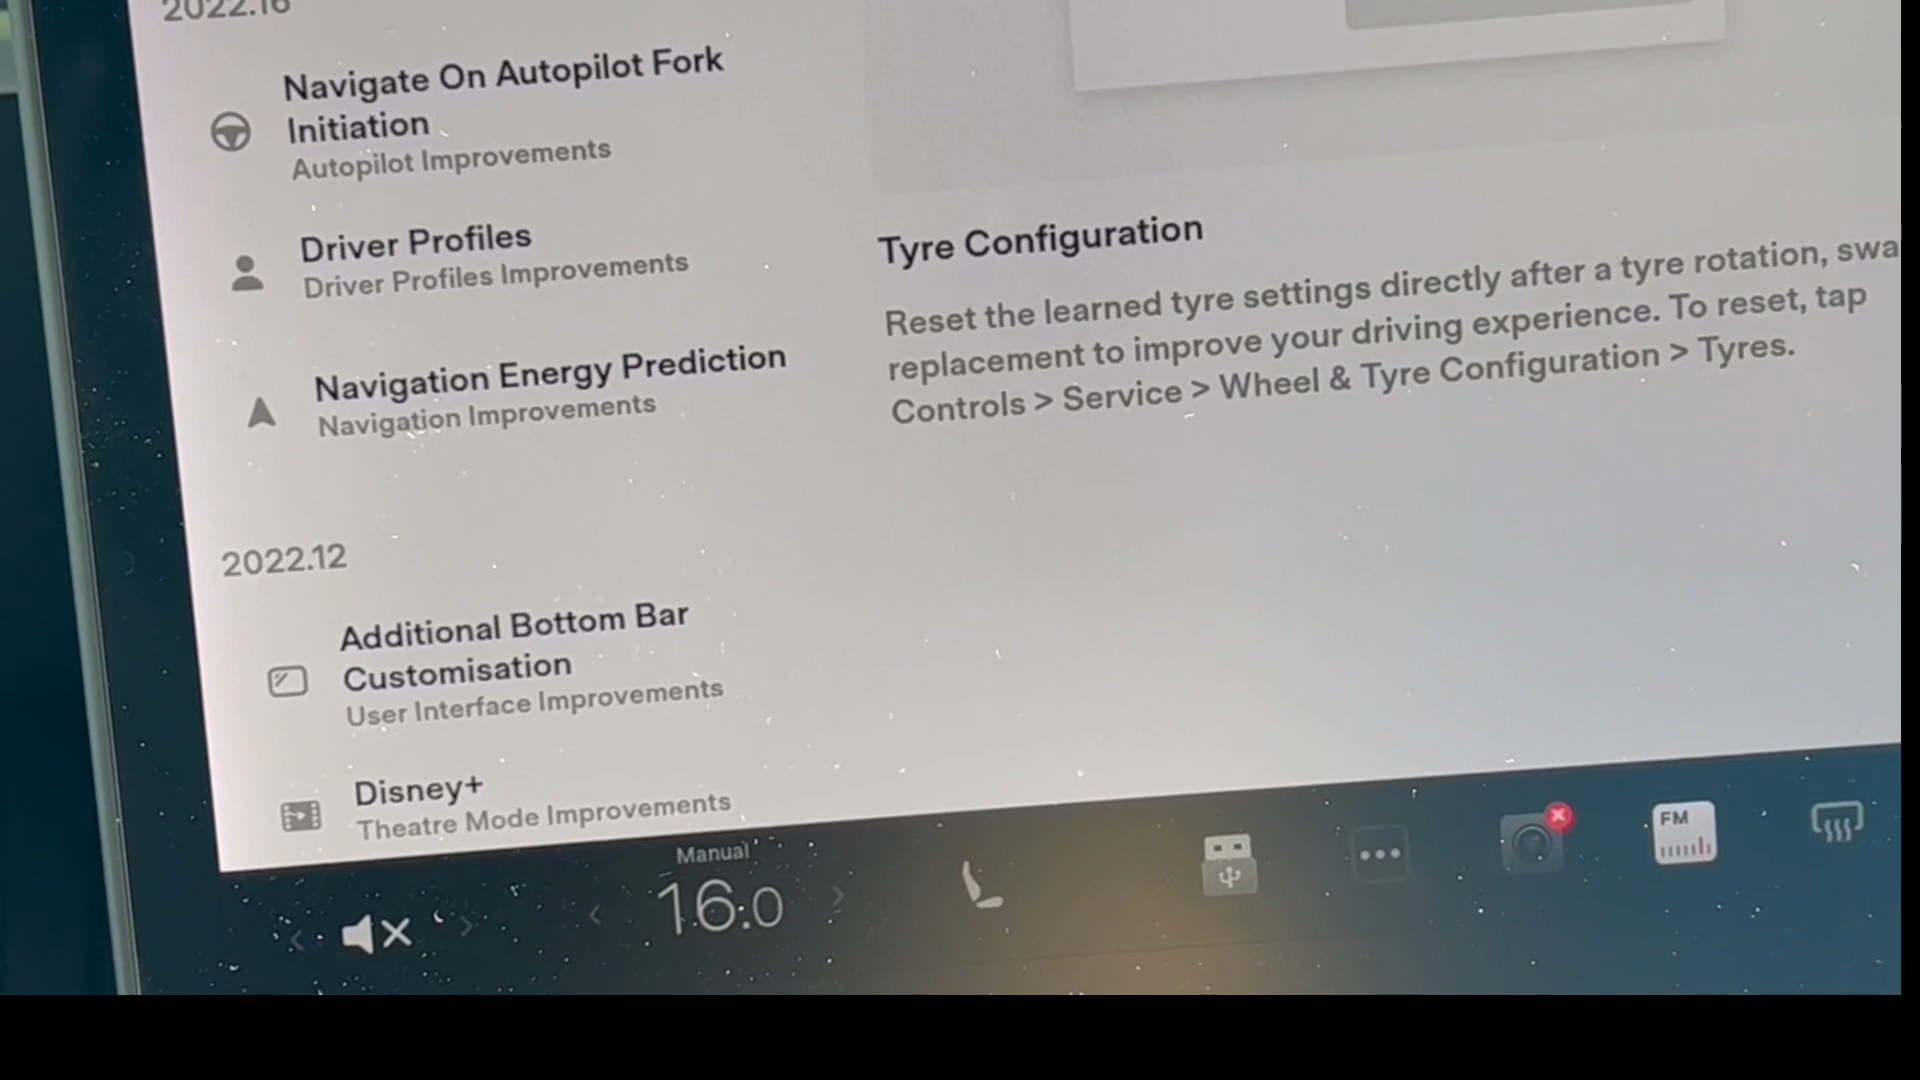 2022.16
Navigate On Autopilot Fork
Initiation
Autopilot Improvements
Driver Profiles
Driver Profiles Improvements
Navigation Energy Prediction
Navigation Improvements
2022.12
Additional Bottom Bar
Customisation
User Interface Improvements
Disney+
Theatre Mode Improvements
Tyre Configuration
Reset the learned tyre settings directly after a tyre rotation, swa
replacement to improve your driving experience. To reset, tap
Controls > Service > Wheel & Tyre Configuration > Tyres.
Manual
16.0
FM